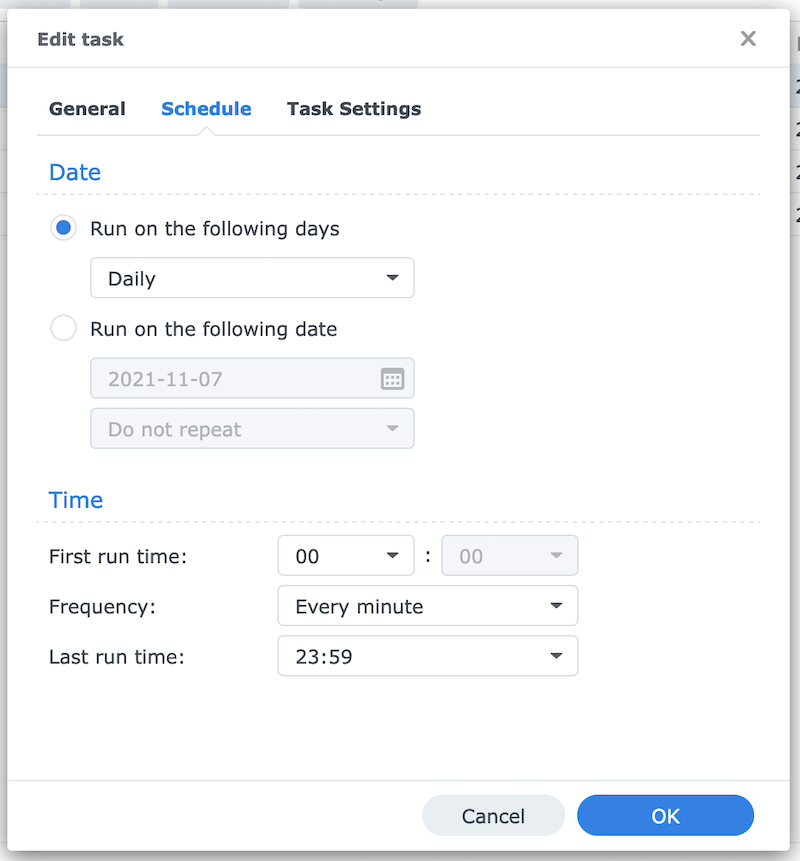 Edit task
General Schedule Task Settings
Date
Run on the following days
Daily
Run on the following date
2021-11-07
Do not repeat
Time
First run time: 00 : 00
Frequency: Every minute
Last run time: 23:59
Cancel OK